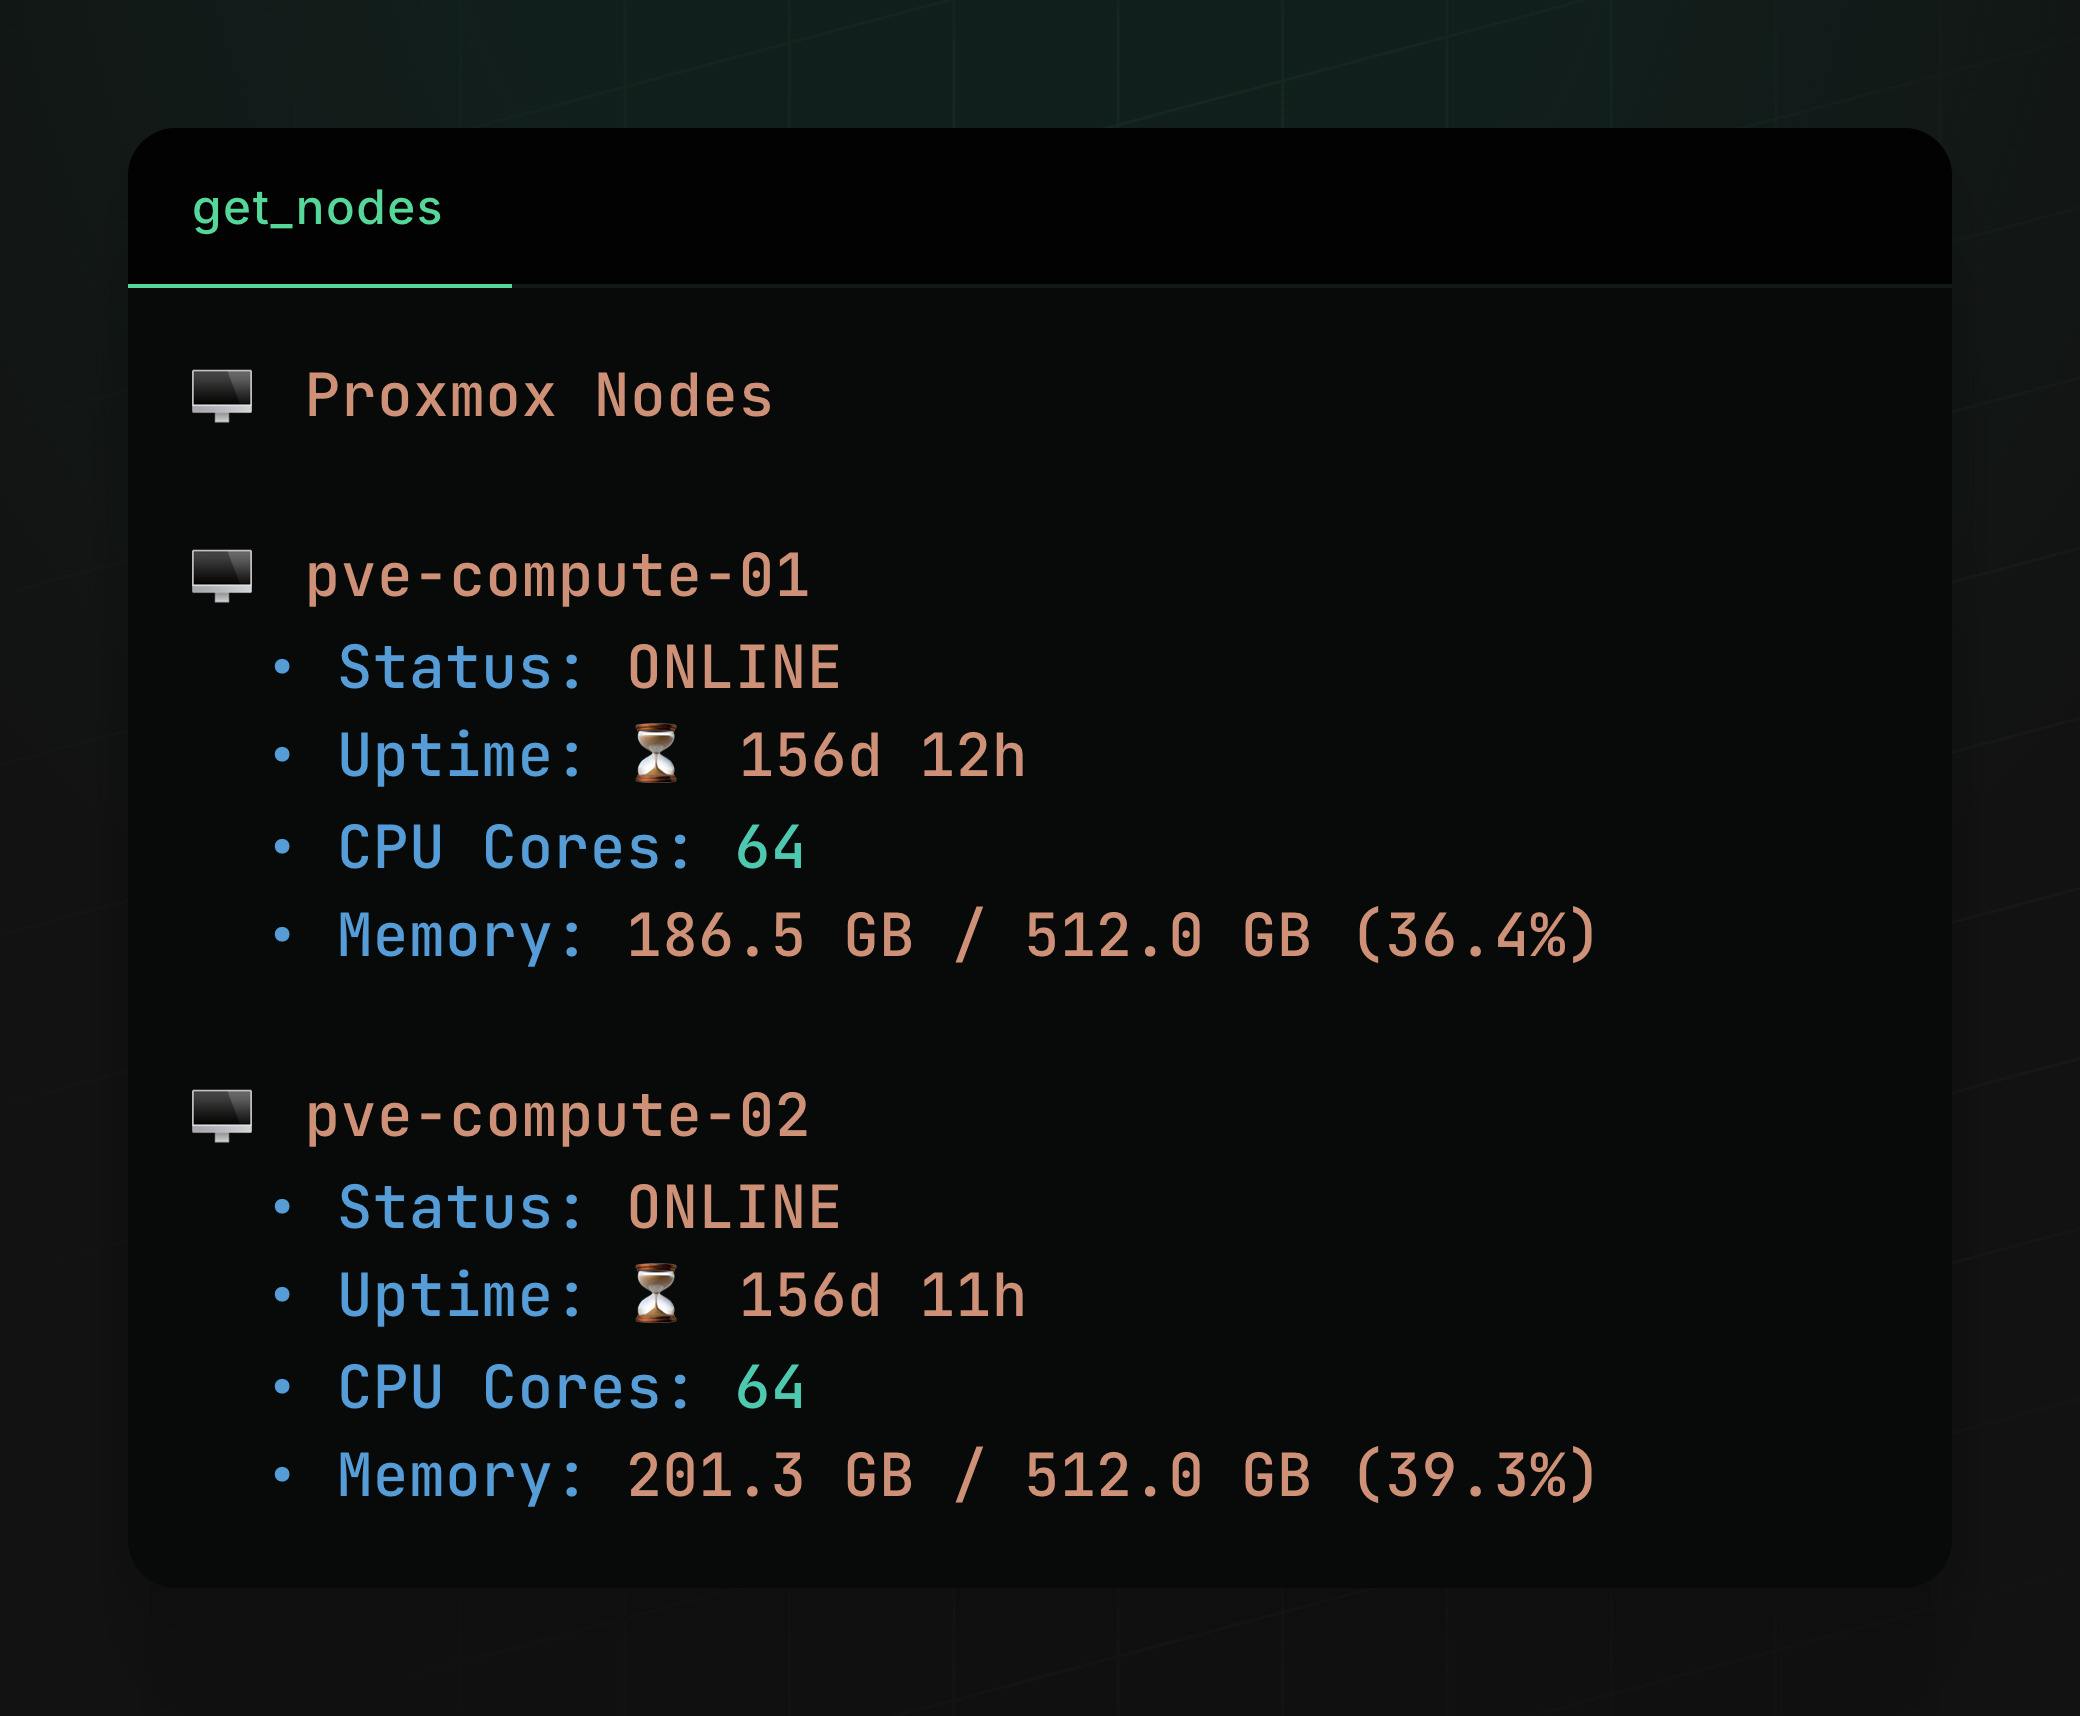 get_nodes
🖥️ Proxmox Nodes
🖥️ pve-compute-01
• Status: ONLINE
• Uptime: ⏳ 156d 12h
• CPU Cores: 64
• Memory: 186.5 GB / 512.0 GB (36.4%)
🖥️ pve-compute-02
• Status: ONLINE
• Uptime: ⏳ 156d 11h
• CPU Cores: 64
• Memory: 201.3 GB / 512.0 GB (39.3%)